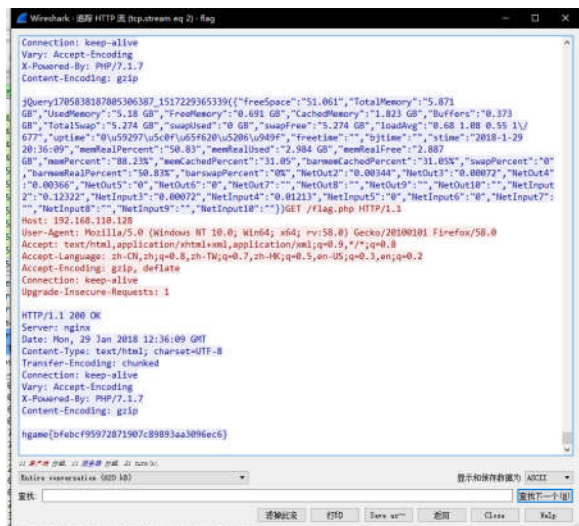 Wireshark · 追踪 HTTP 流 (tcp.stream eq 2) · flag
Connection: keep-alive
Vary: Accept-Encoding
X-Powered-By: PHP/7.1.7
Content-Encoding: gzip
jQuery1705838187805306387_1517229365339({"freeSpace":"51.061","TotalMemory":"5.871
GB","UsedMemory":"5.18 GB","FreeMemory":"0.691 GB","CachedMemory":"1.823 GB","Buffers":"0.373
GB","TotalSwap":"5.274 GB","swapUsed":"0 GB","swapFree":"5.274 GB","loadAvg":"0.68 1.08 0.55 1\/
677","uptime":"0\u59297\u5c0f\u65f620\u5206\u949f","freetime":"","bjtime":"","stime":"2018-1-29
20:36:09","memRealPercent":"50.83","memRealUsed":"2.984 GB","memRealFree":"2.887
GB","memPercent":"88.23%","memCachedPercent":"31.05","barmemCachedPercent":"31.05%","swapPercent":"0"
,"barmemRealPercent":"50.83%","barswapPercent":"0%","NetOut2":"0.00344","NetOut3":"0.00072","NetOut4"
:"0.00366","NetOut5":"0","NetOut6":"0","NetOut7":"","NetOut8":"","NetOut9":"","NetOut10":"","NetInput
2":"0.12322","NetInput3":"0.00072","NetInput4":"0.01213","NetInput5":"0","NetInput6":"0","NetInput7":
"","NetInput8":"","NetInput9":"","NetInput10":""})GET /flag.php HTTP/1.1
Host: 192.168.110.128
User-Agent: Mozilla/5.0 (Windows NT 10.0; Win64; x64; rv:58.0) Gecko/20100101 Firefox/58.0
Accept: text/html,application/xhtml+xml,application/xml;q=0.9,*/*;q=0.8
Accept-Language: zh-CN,zh;q=0.8,zh-TW;q=0.7,zh-HK;q=0.5,en-US;q=0.3,en;q=0.2
Accept-Encoding: gzip, deflate
Connection: keep-alive
Upgrade-Insecure-Requests: 1
HTTP/1.1 200 OK
Server: nginx
Date: Mon, 29 Jan 2018 12:36:09 GMT
Content-Type: text/html; charset=UTF-8
Transfer-Encoding: chunked
Connection: keep-alive
Vary: Accept-Encoding
X-Powered-By: PHP/7.1.7
Content-Encoding: gzip
hgame{bfebcf95972871907c89893aa3096ec6}
Entire conversation (620 kB) 显示和保存数据为 ASCII
查找: 查找下一个(N)
滤掉此流 打印 Save as… 返回 Close Help